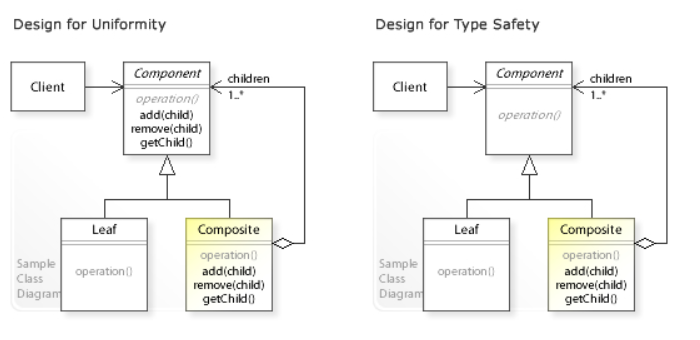 Design for Uniformity
Client
Component
operation()
add(child)
remove(child)
getChild()
children
1..*
Leaf
operation()
Composite
operation()
add(child)
remove(child)
getChild()
Sample
Class
Diagram
Design for Type Safety
Client
Component
operation()
children
1..*
Leaf
operation()
Composite
operation()
add(child)
remove(child)
getChild()
Sample
Class
Diagram